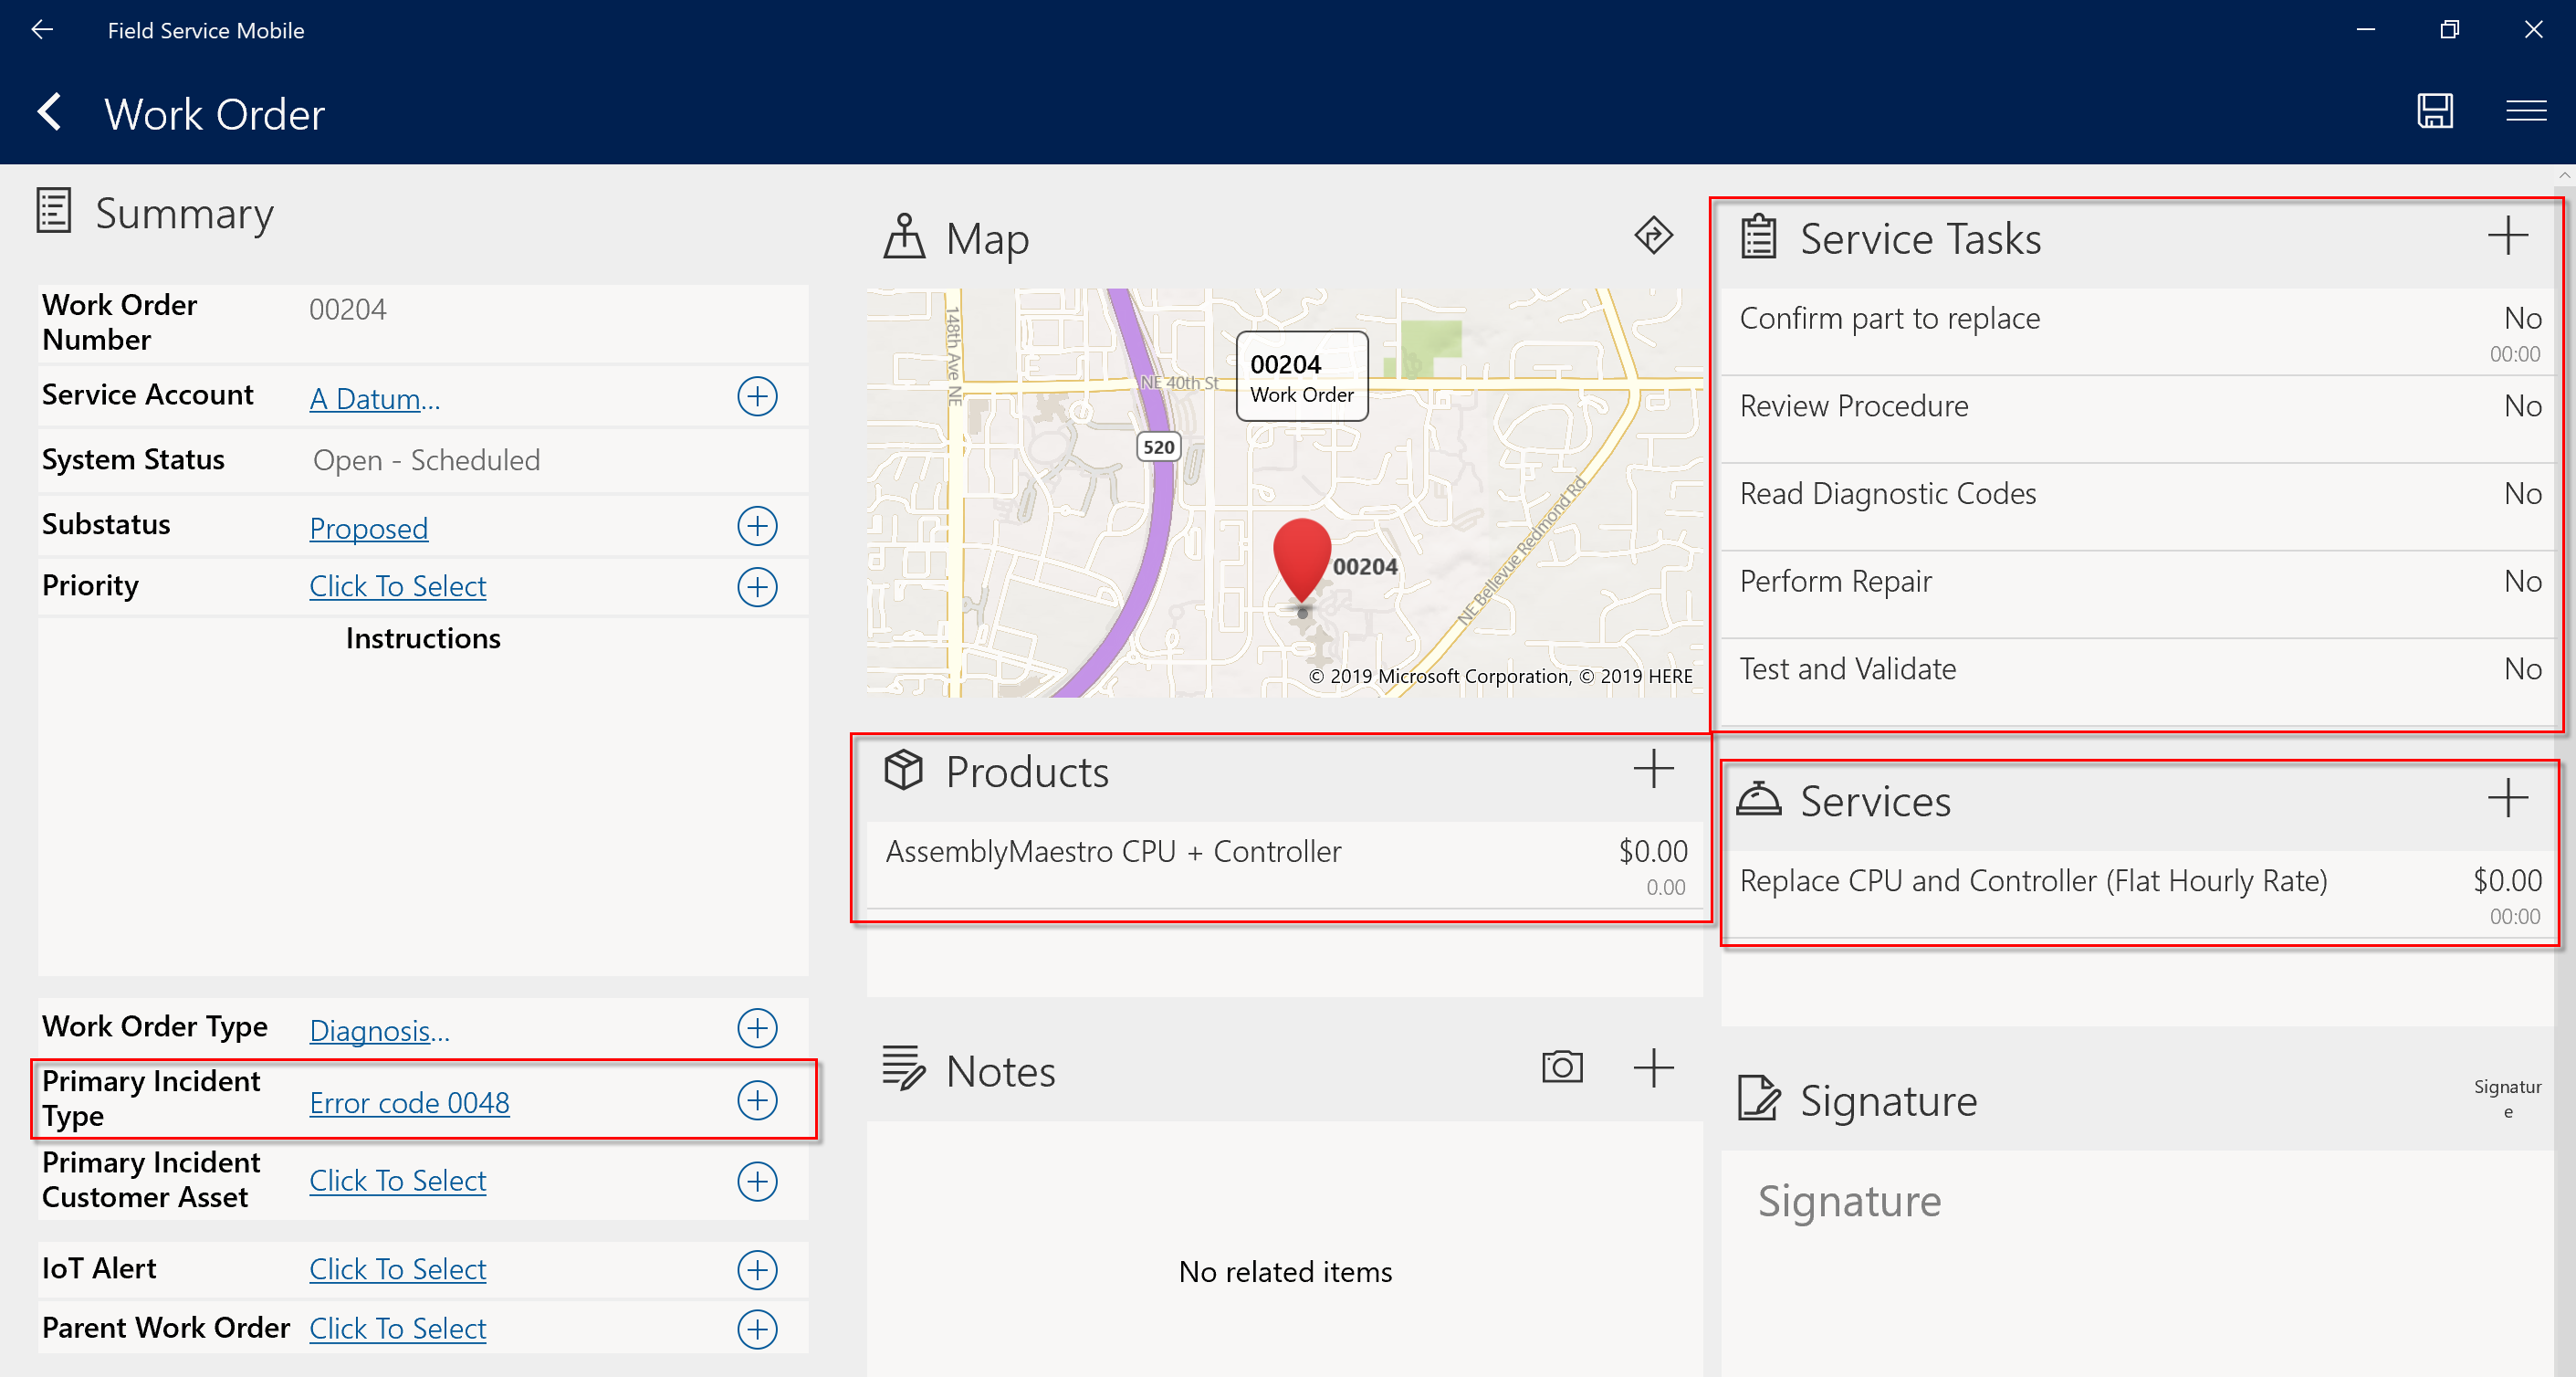 Field Service Mobile
Work Order
Summary
Work Order
Number
00204
Service Account
A Datum...
System Status
Open - Scheduled
Substatus
Proposed
Priority
Click To Select
Instructions
Work Order Type
Diagnosis...
Primary Incident
Type
Error code 0048
Primary Incident
Customer Asset
Click To Select
IoT Alert
Click To Select
Parent Work Order
Click To Select
Map
148th Ave NE
NE 40th St
00204
Work Order
520
00204
NE Bellevue Redmond Rd
© 2019 Microsoft Corporation, © 2019 HERE
Products
AssemblyMaestro CPU + Controller
$0.00
0.00
Notes
No related items
Service Tasks
Confirm part to replace
No
00:00
Review Procedure
No
Read Diagnostic Codes
No
Perform Repair
No
Test and Validate
No
Services
Replace CPU and Controller (Flat Hourly Rate)
$0.00
00:00
Signature
Signatur
e
Signature